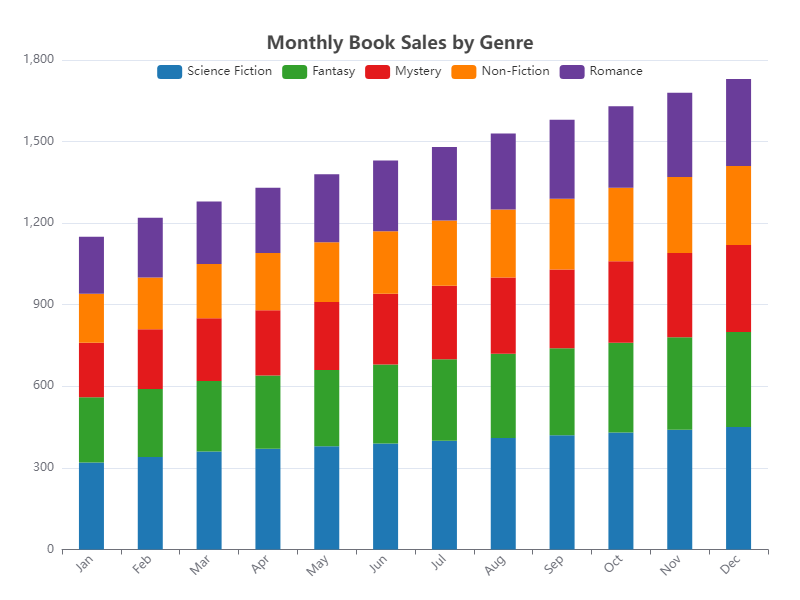 Monthly Book Sales by Genre
Science Fiction Fantasy Mystery Non-Fiction Romance
1,800
1,500
1,200
900
600
300
0
Jan Feb Mar Apr May Jun Jul Aug Sep Oct Nov Dec